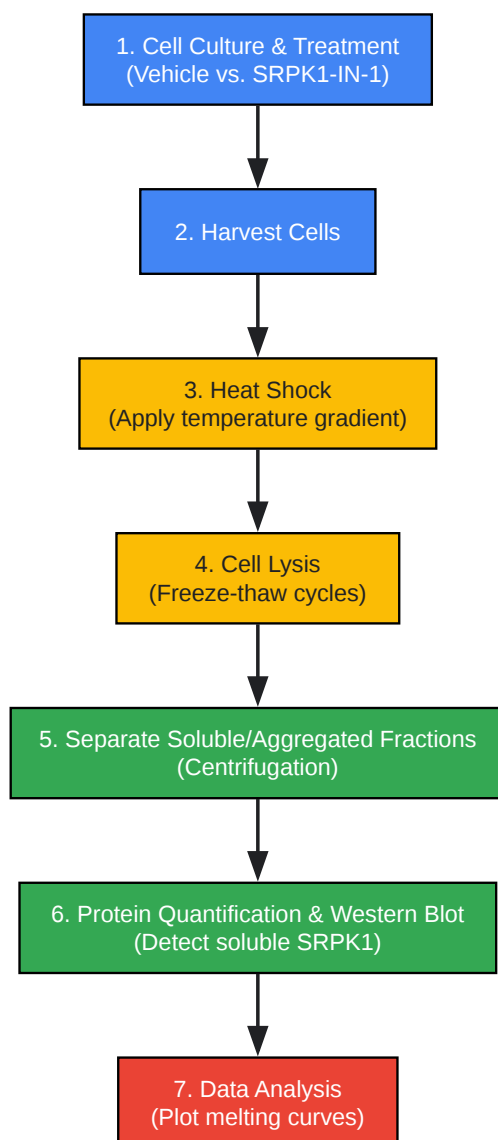 1. Cell Culture & Treatment
(Vehicle vs. SRPK1-IN-1)
2. Harvest Cells
3. Heat Shock
(Apply temperature gradient)
4. Cell Lysis
(Freeze-thaw cycles)
5. Separate Soluble/Aggregated Fractions
(Centrifugation)
6. Protein Quantification & Western Blot
(Detect soluble SRPK1)
7. Data Analysis
(Plot melting curves)